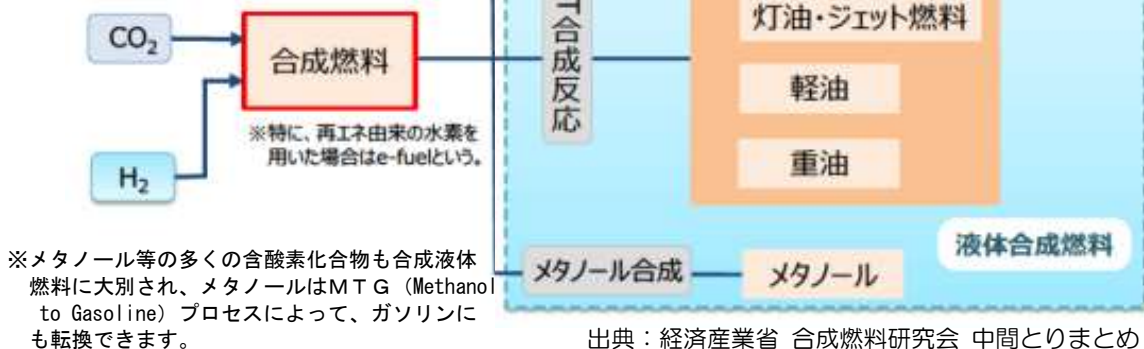 CO2
H2
合成燃料
※特に、再エネ由来の水素を
用いた場合はe-fuelという。
合成反応
灯油・ジェット燃料
軽油
重油
液体合成燃料
メタノール合成
メタノール
※メタノール等の多くの含酸素化合物も合成液体
燃料に大別され、メタノールはMTG（Methanol
to Gasoline）プロセスによって、ガソリンに
も転換できます。
出典：経済産業省 合成燃料研究会 中間とりまとめ